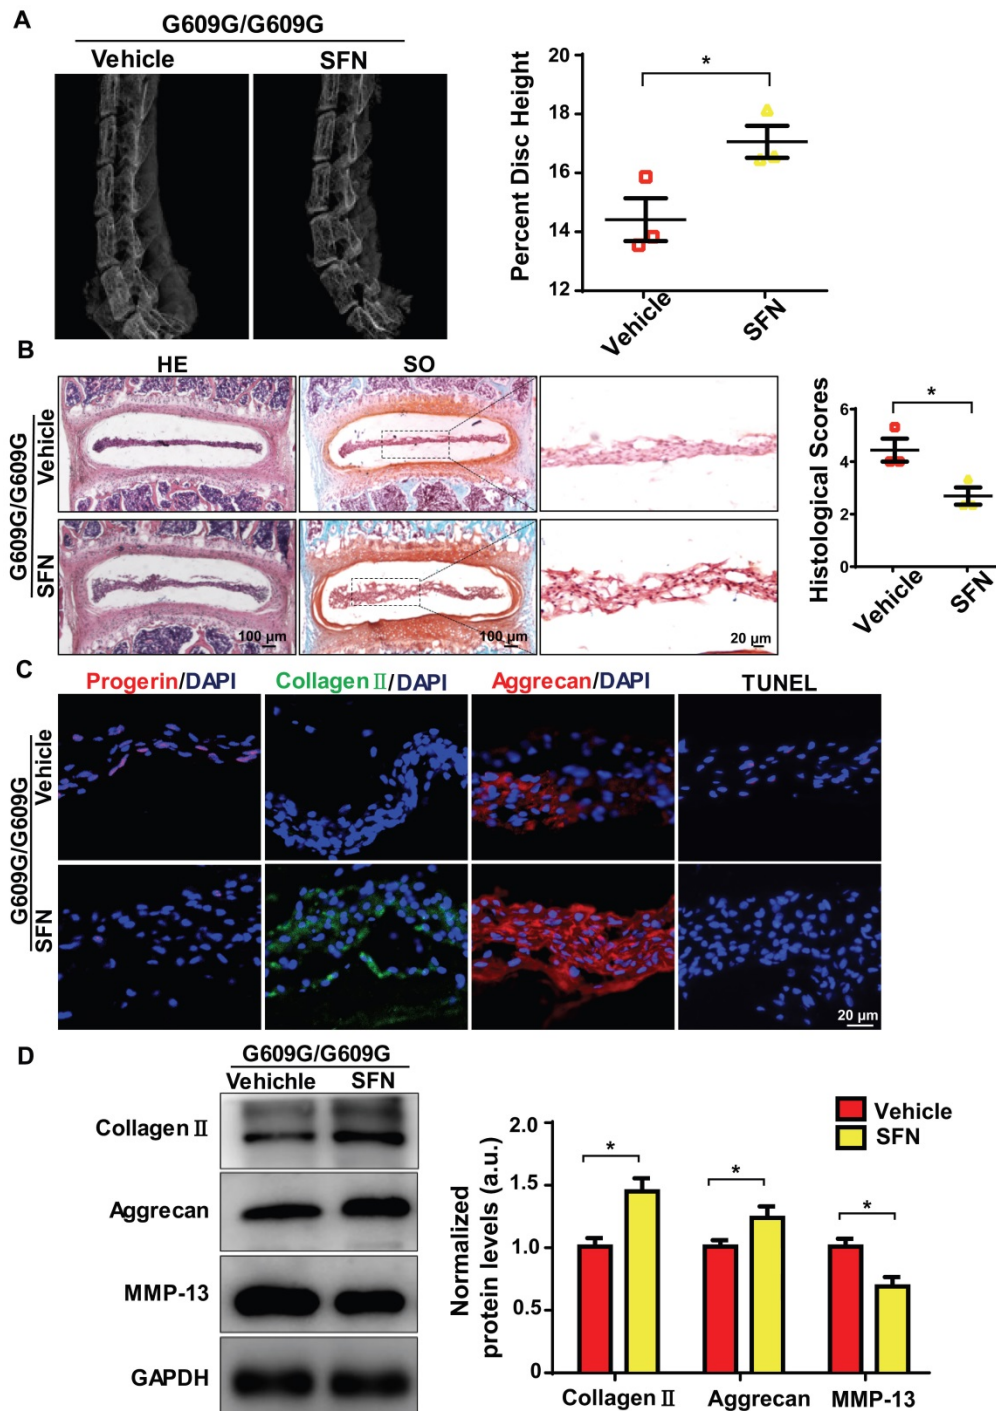 A
G609G/G609G
Vehicle SFN
Percent Disc Height
20
18
16
14
12
*
Vehicle
SFN
B
HE SO
G609G/G609G
Vehicle
SFN
100 μm
100 μm
20 μm
Histological Scores
6
4
2
0
*
Vehicle
SFN
C
Progerin/DAPI Collagen Ⅱ/DAPI Aggrecan/DAPI TUNEL
G609G/G609G
Vehicle
SFN
20 μm
D
G609G/G609G
Vehichle SFN
Collagen Ⅱ
Aggrecan
MMP-13
GAPDH
Normalized
protein levels (a.u.)
2.0
1.5
1.0
0.5
0
* * *
Vehicle
SFN
Collagen Ⅱ Aggrecan MMP-13